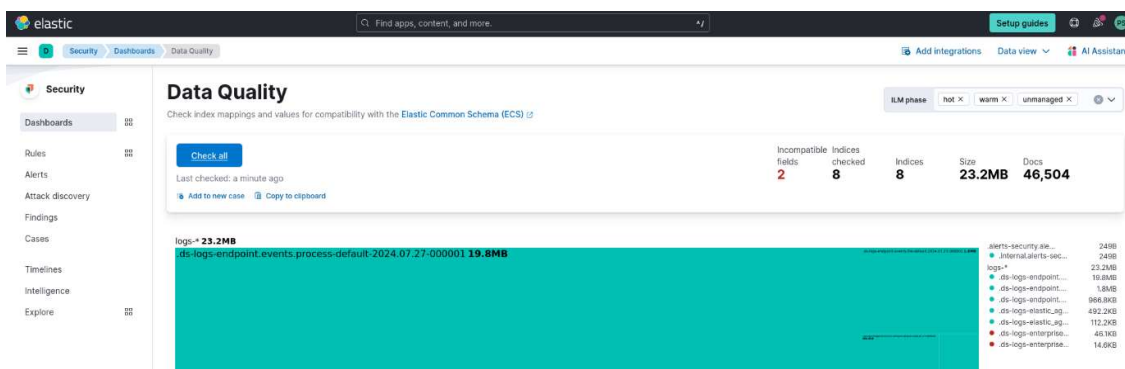 elastic
Find apps, content, and more.
^/
Setup guides
D
Security
Dashboards
Data Quality
Add integrations
Data view
AI Assistan
Security
Dashboards
Rules
Alerts
Attack discovery
Findings
Cases
Timelines
Intelligence
Explore
Data Quality
Check index mappings and values for compatibility with the Elastic Common Schema (ECS)
ILM phase hot × warm × unmanaged ×
Check all
Last checked: a minute ago
Add to new case Copy to clipboard
Incompatible fields
2
Indices checked
8
Indices
8
Size
23.2MB
Docs
46,504
logs-* 23.2MB
.ds-logs-endpoint.events.process-default-2024.07.27-000001 19.8MB
.alerts-security.ale... 249B
.internal.alerts-sec... 249B
logs-* 23.2MB
.ds-logs-endpoint.... 19.8MB
.ds-logs-endpoint.... 1.8MB
.ds-logs-endpoint.... 966.8KB
.ds-logs-elastic_ag... 492.2KB
.ds-logs-elastic_ag... 112.2KB
.ds-logs-enterprise... 46.1KB
.ds-logs-enterprise... 14.6KB